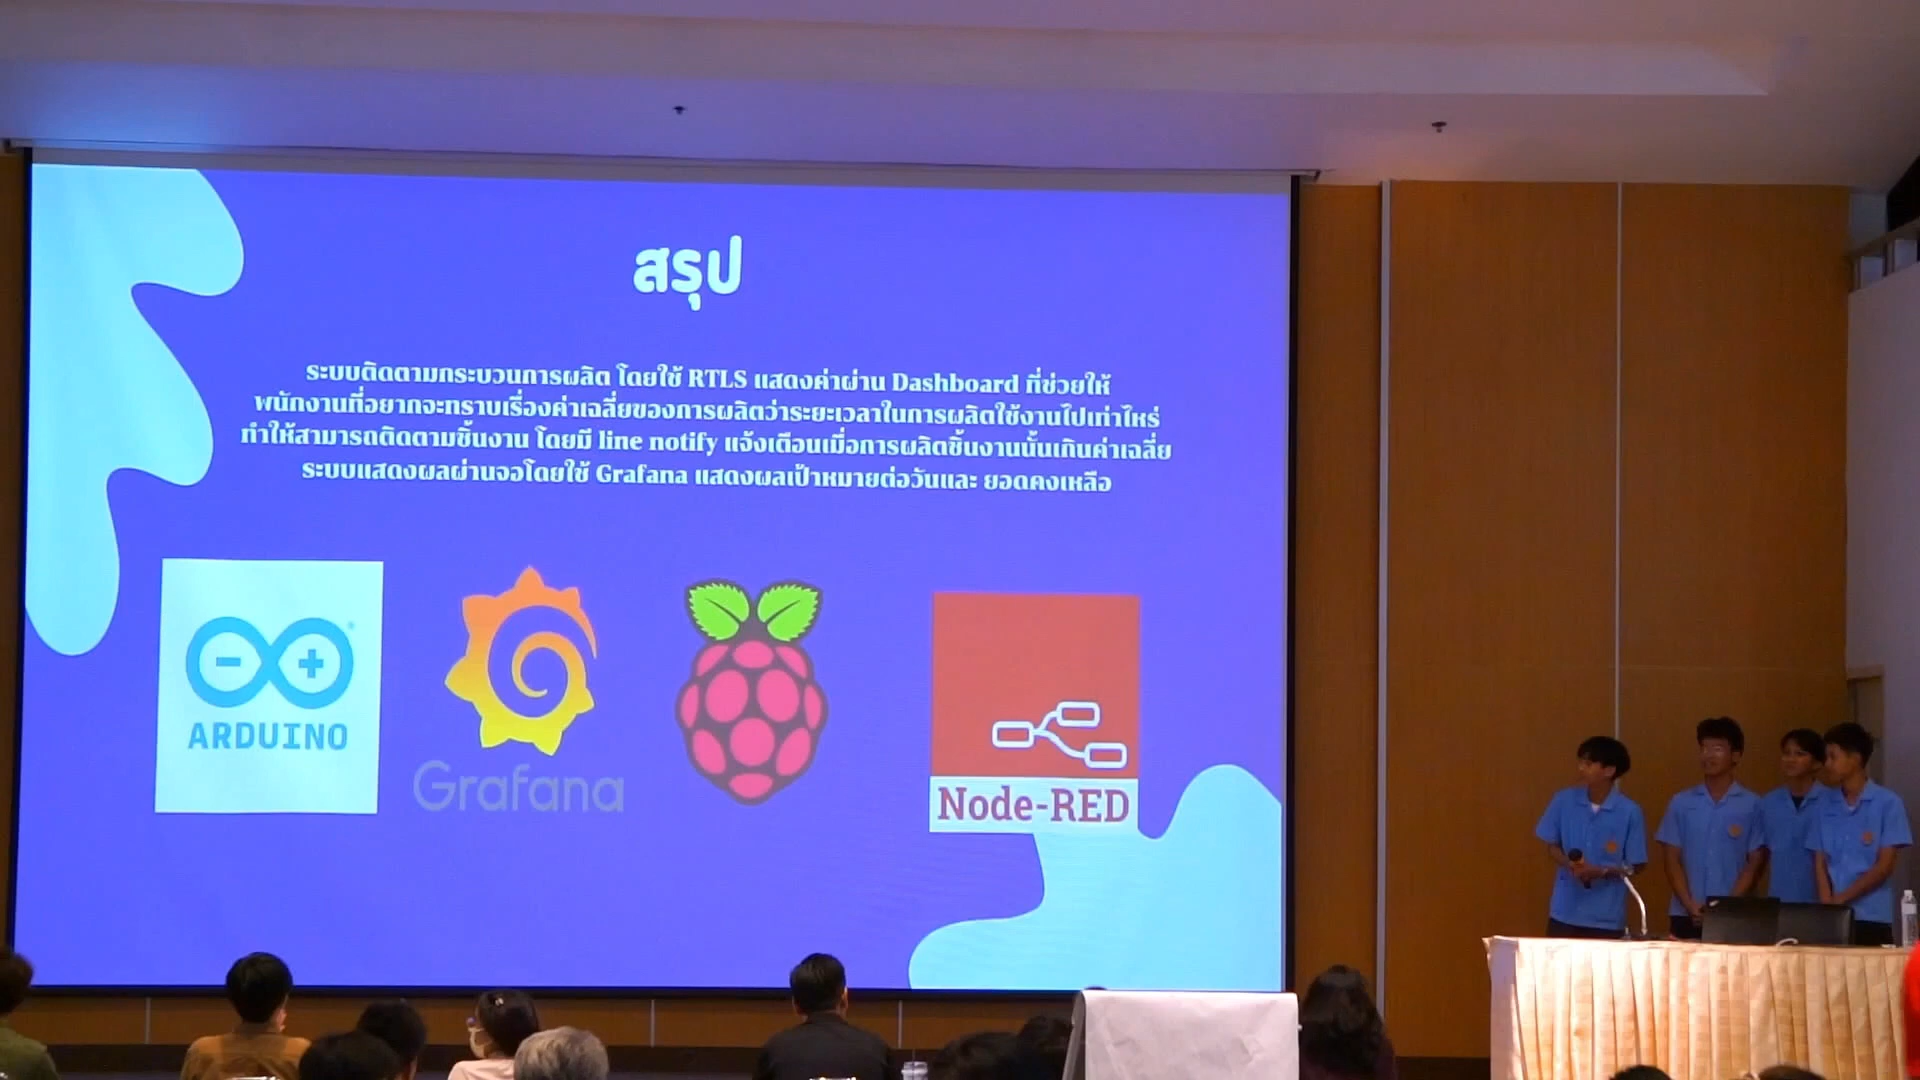 สรุป
ระบบติดตามกระบวนการผลิต โดยใช้ RTLS แสดงค่าผ่าน Dashboard ที่ช่วยให้
พนักงานที่อยากจะทราบเรื่องค่าเฉลี่ยของการผลิตว่าระยะเวลาในการผลิตใช้งานไปเท่าไหร่
ทำให้สามารถติดตามชิ้นงาน โดยมี line notify แจ้งเตือนเมื่อการผลิตชิ้นงานนั้นเกินค่าเฉลี่ย
ระบบแสดงผลผ่านจอโดยใช้ Grafana แสดงผลเป้าหมายต่อวันและ ยอดคงเหลือ
ARDUINO
Grafana
Node-RED